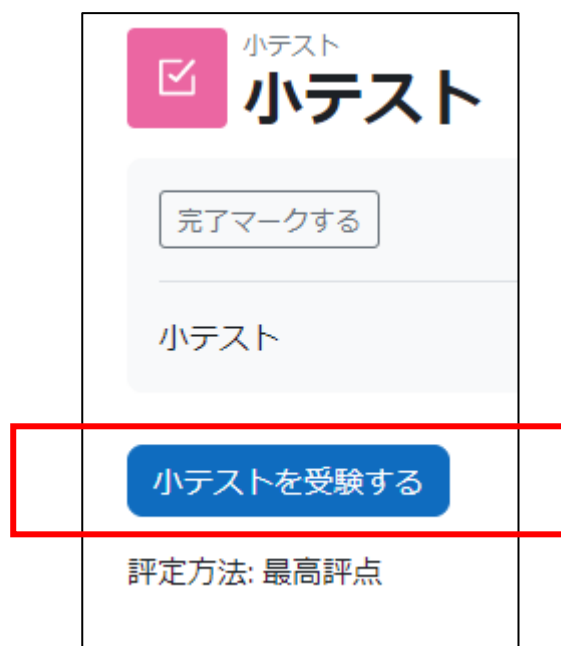 小テスト
小テスト
完了マークする
小テスト
小テストを受験する
評定方法: 最高評点